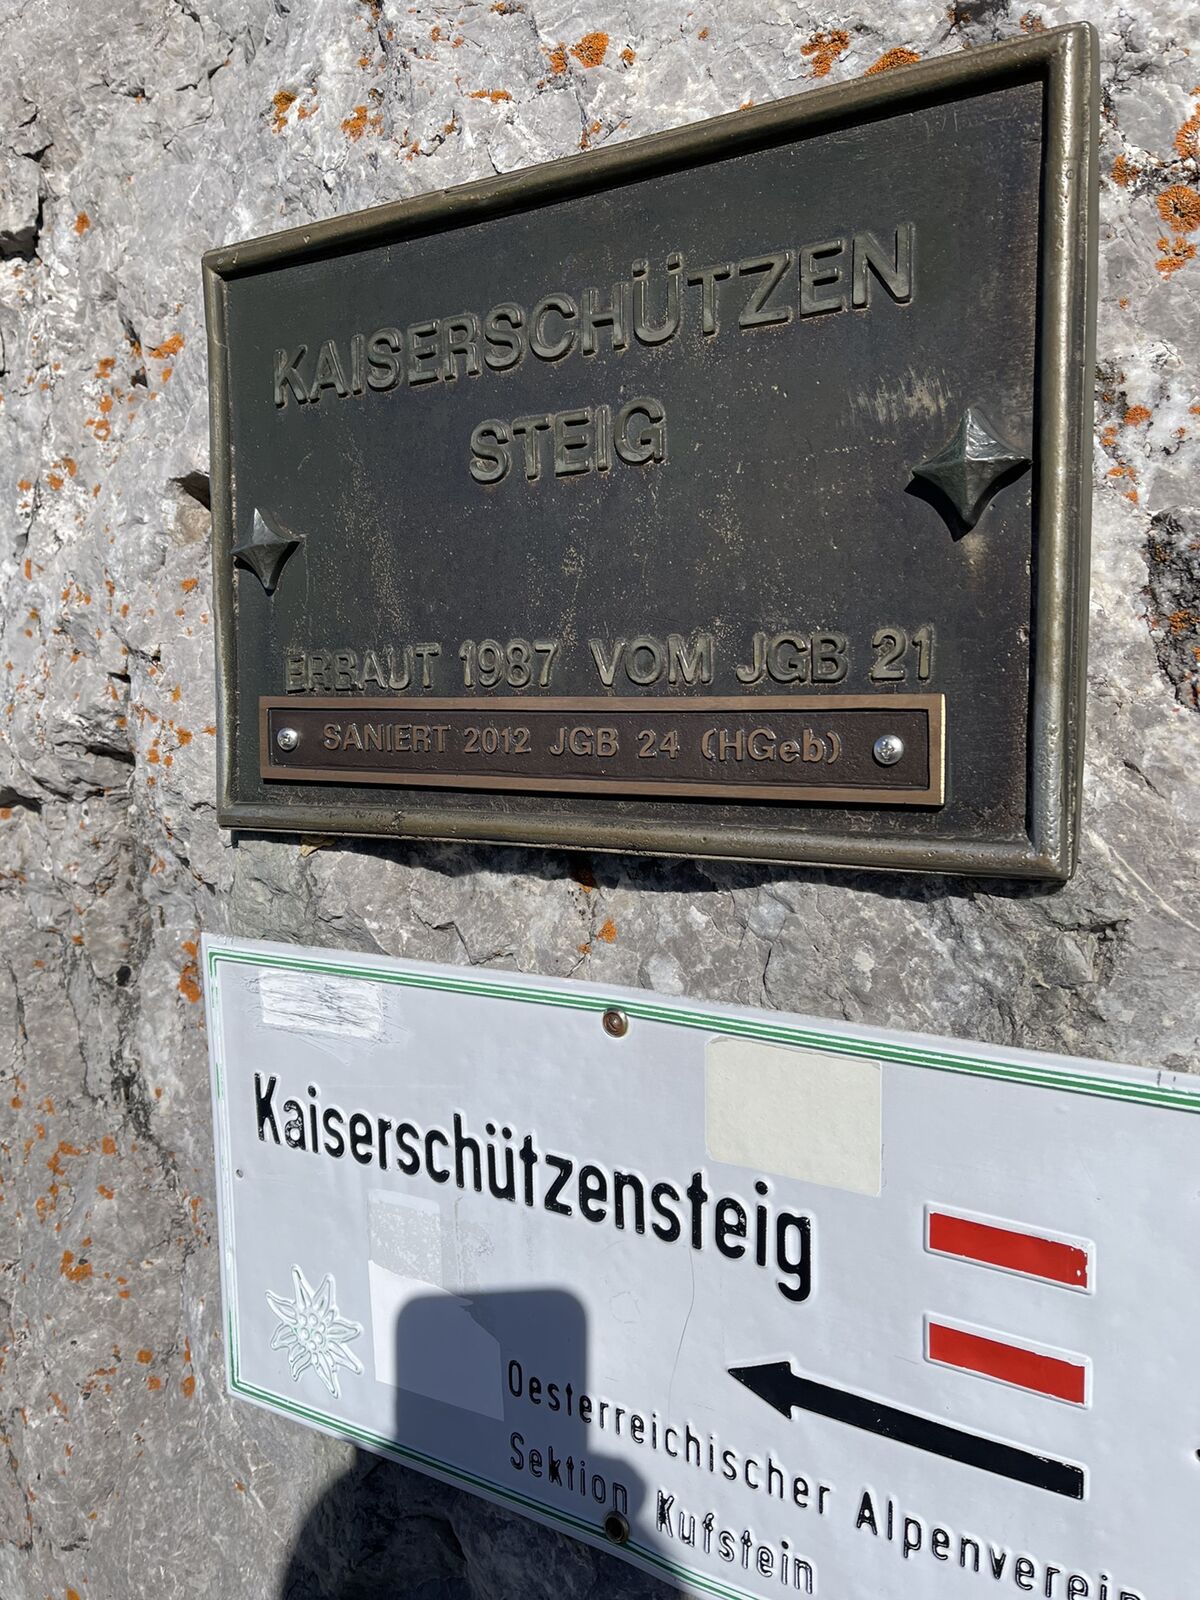 KAISERSCHÜTZEN
STEIG
ERBAUT 1987 VOM JGB 21
SANIERT 2012 JGB 24 (HGeb)
Kaiserschützensteig
Oesterreichischer Alpenverein
Sektion Kufstein